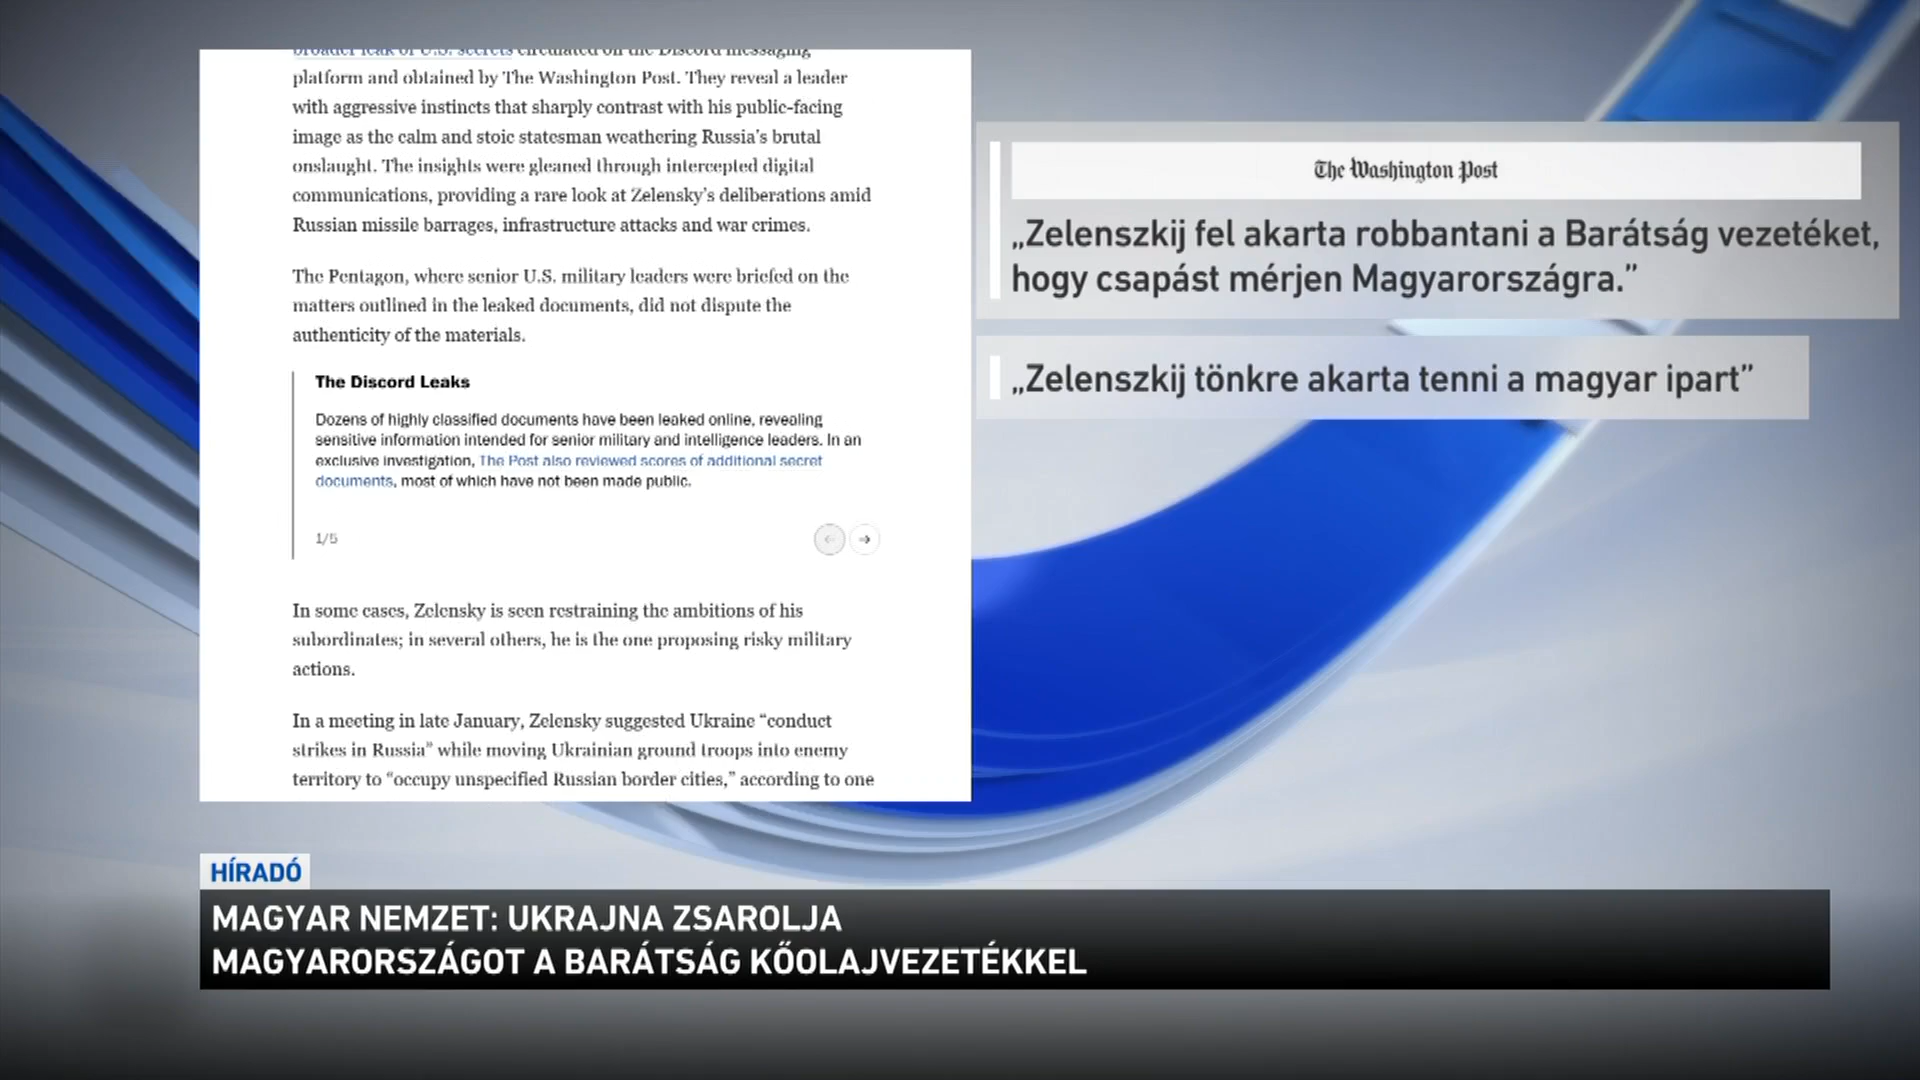 broader leak of U.S. secrets circulated on the Discord messaging
platform and obtained by The Washington Post. They reveal a leader
with aggressive instincts that sharply contrast with his public-facing
image as the calm and stoic statesman weathering Russia’s brutal
onslaught. The insights were gleaned through intercepted digital
communications, providing a rare look at Zelensky’s deliberations amid
Russian missile barrages, infrastructure attacks and war crimes.
The Pentagon, where senior U.S. military leaders were briefed on the
matters outlined in the leaked documents, did not dispute the
authenticity of the materials.
The Discord Leaks
Dozens of highly classified documents have been leaked online, revealing
sensitive information intended for senior military and intelligence leaders. In an
exclusive investigation, The Post also reviewed scores of additional secret
documents, most of which have not been made public.
1/5
In some cases, Zelensky is seen restraining the ambitions of his
subordinates; in several others, he is the one proposing risky military
actions.
In a meeting in late January, Zelensky suggested Ukraine “conduct
strikes in Russia” while moving Ukrainian ground troops into enemy
territory to “occupy unspecified Russian border cities,” according to one
The Washington Post
„Zelenszkij fel akarta robbantani a Barátság vezetéket,
hogy csapást mérjen Magyarországra.”
„Zelenszkij tönkre akarta tenni a magyar ipart”
HÍRADÓ
MAGYAR NEMZET: UKRAJNA ZSAROLJA
MAGYARORSZÁGOT A BARÁTSÁG KŐOLAJVEZETÉKKEL